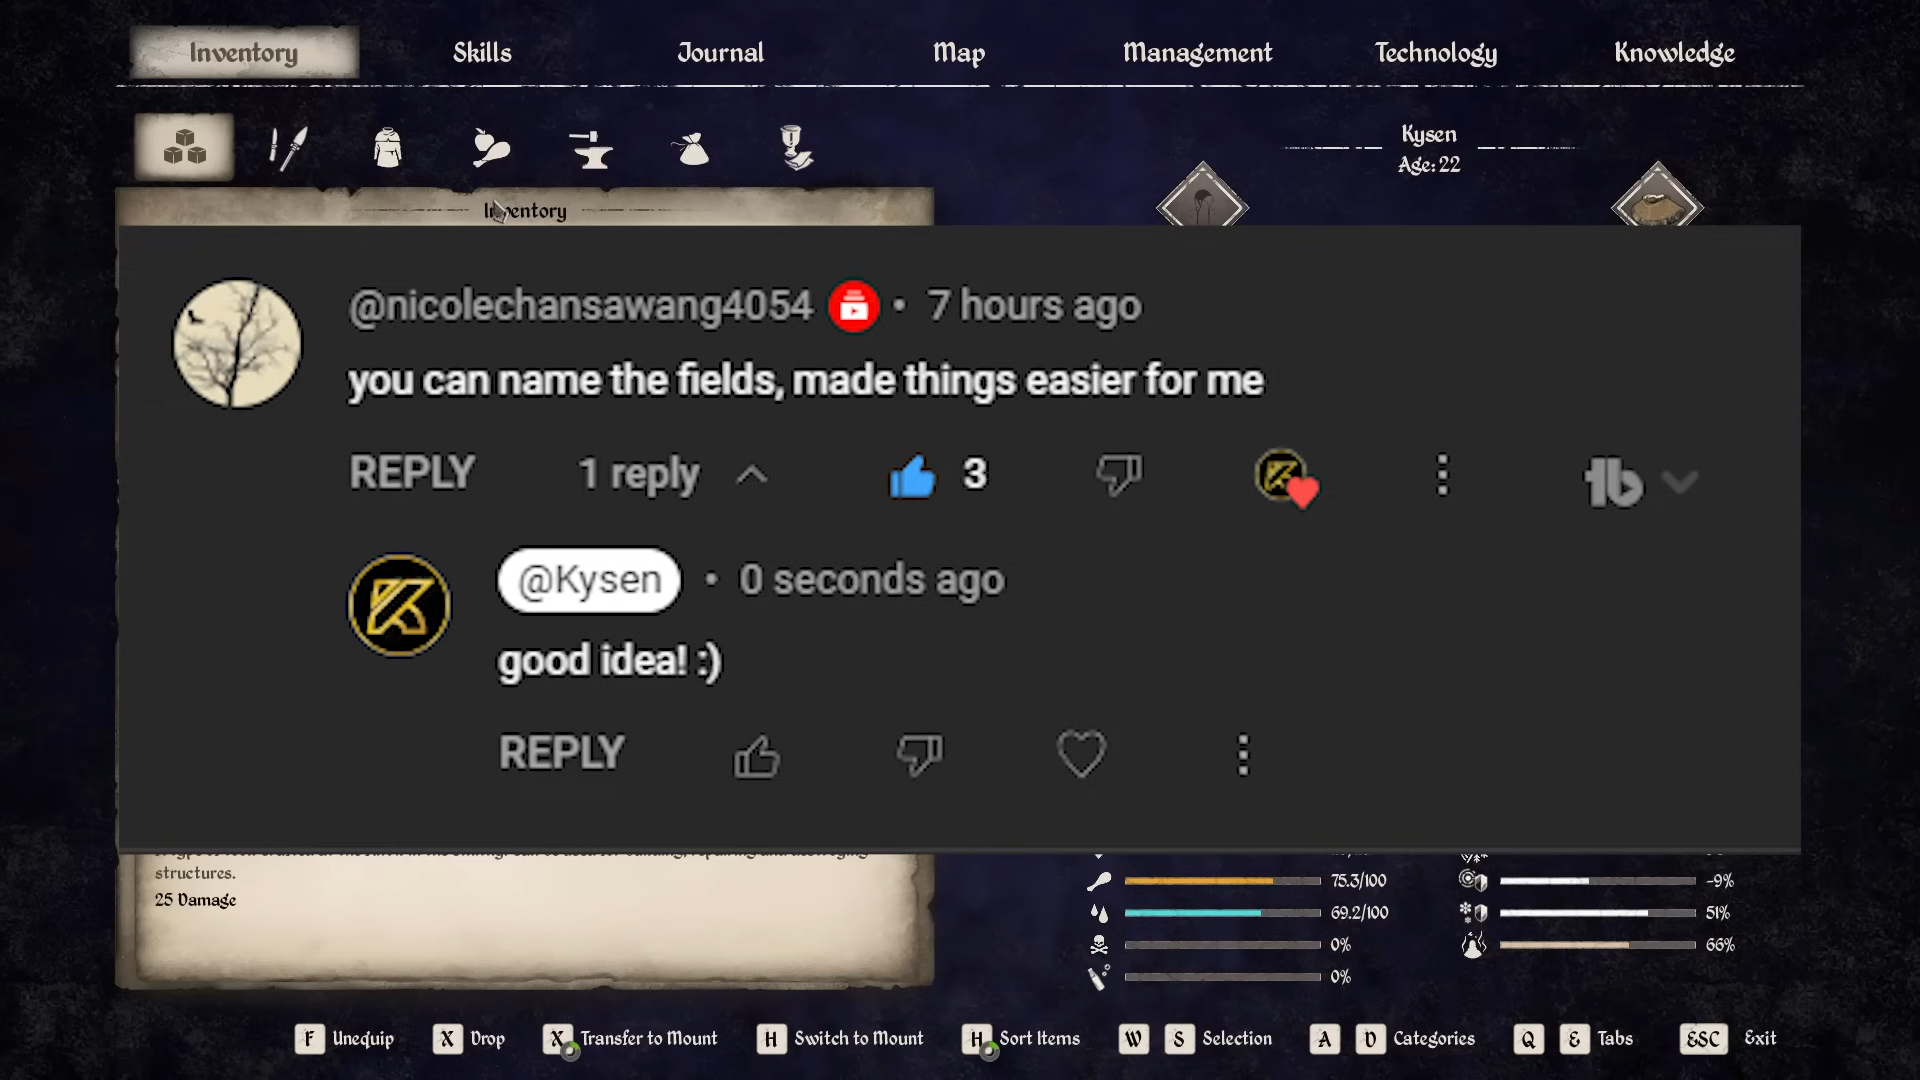 Inventory Skills Journal Map Management Technology Knowledge
Kysen
Age: 22
Inventory
@nicolechansawang4054 • 7 hours ago
you can name the fields, made things easier for me
REPLY 1 reply 3
@Kysen • 0 seconds ago
good idea! :)
REPLY
structures.
25 Damage
75.3/100 -9%
69.2/100 51%
0% 66%
0%
F Unequip X Drop X Transfer to Mount H Switch to Mount H Sort Items W S Selection A D Categories Q E Tabs ESC Exit